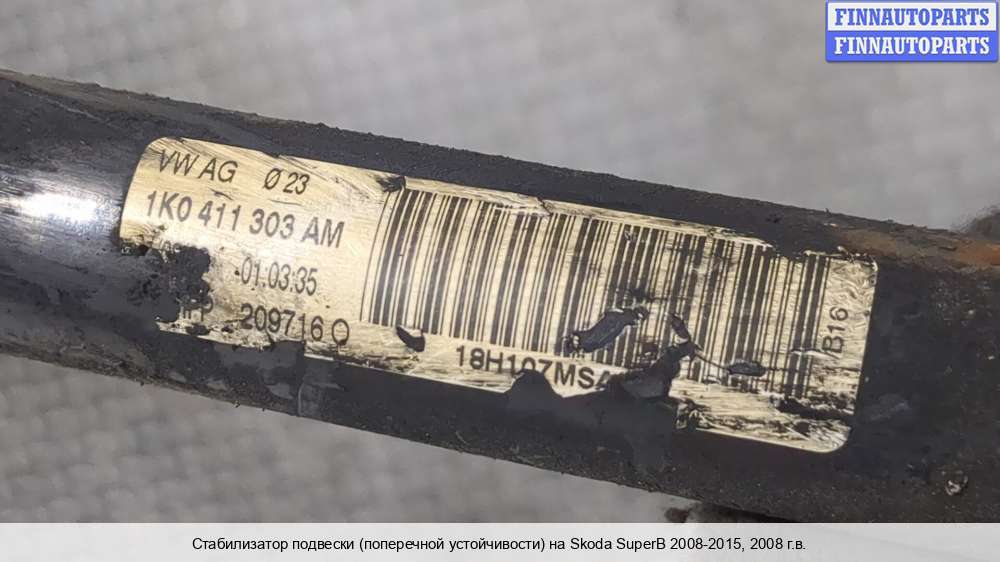 FINNAUTOPARTS
FINNAUTOPARTS
VW AG Ø 23
1K0 411 303 AM
01.03.35
209716 Q
18H107MSA
B16
Стабилизатор подвески (поперечной устойчивости) на Skoda SuperB 2008-2015, 2008 г.в.